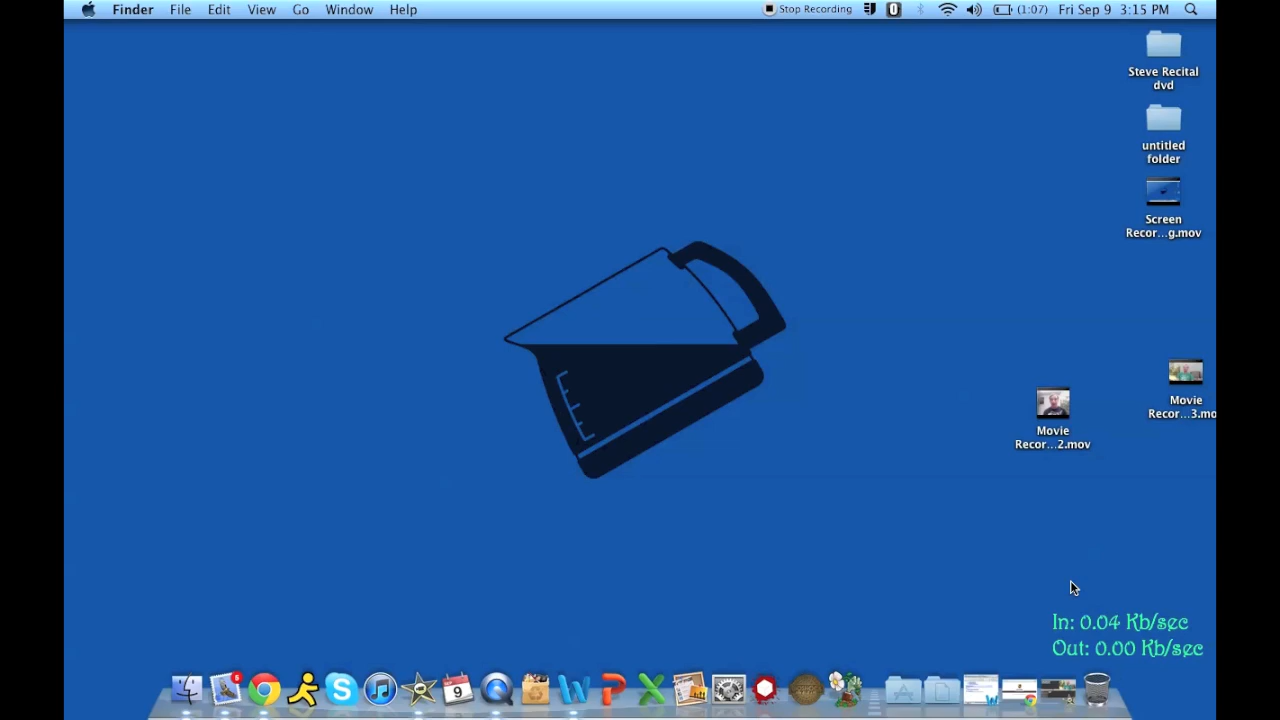 Finder File Edit View Go Window Help Stop Recording (1:07) Fri Sep 9 3:15 PM
Steve Recital
dvd
untitled
folder
Screen
Recor...g.mov
Movie
Recor...3.mo
Movie
Recor...2.mov
In: 0.04 Kb/sec
Out: 0.00 Kb/sec
9